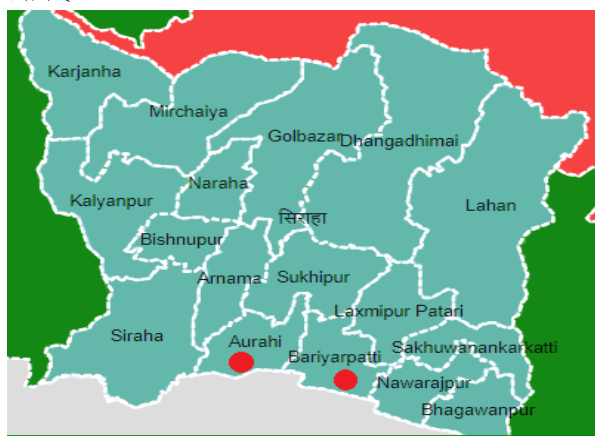 Karjanha
Mirchaiya
Golbazar
Dhangadhimai
Naraha
Kalyanpur
Lahan
सिराहा
Bishnupur
Arnama
Sukhipur
Laxmipur Patari
Siraha
Aurahi
Bariyarpatti
Sakhuwanankarkatti
Nawarajpur
Bhagawanpur